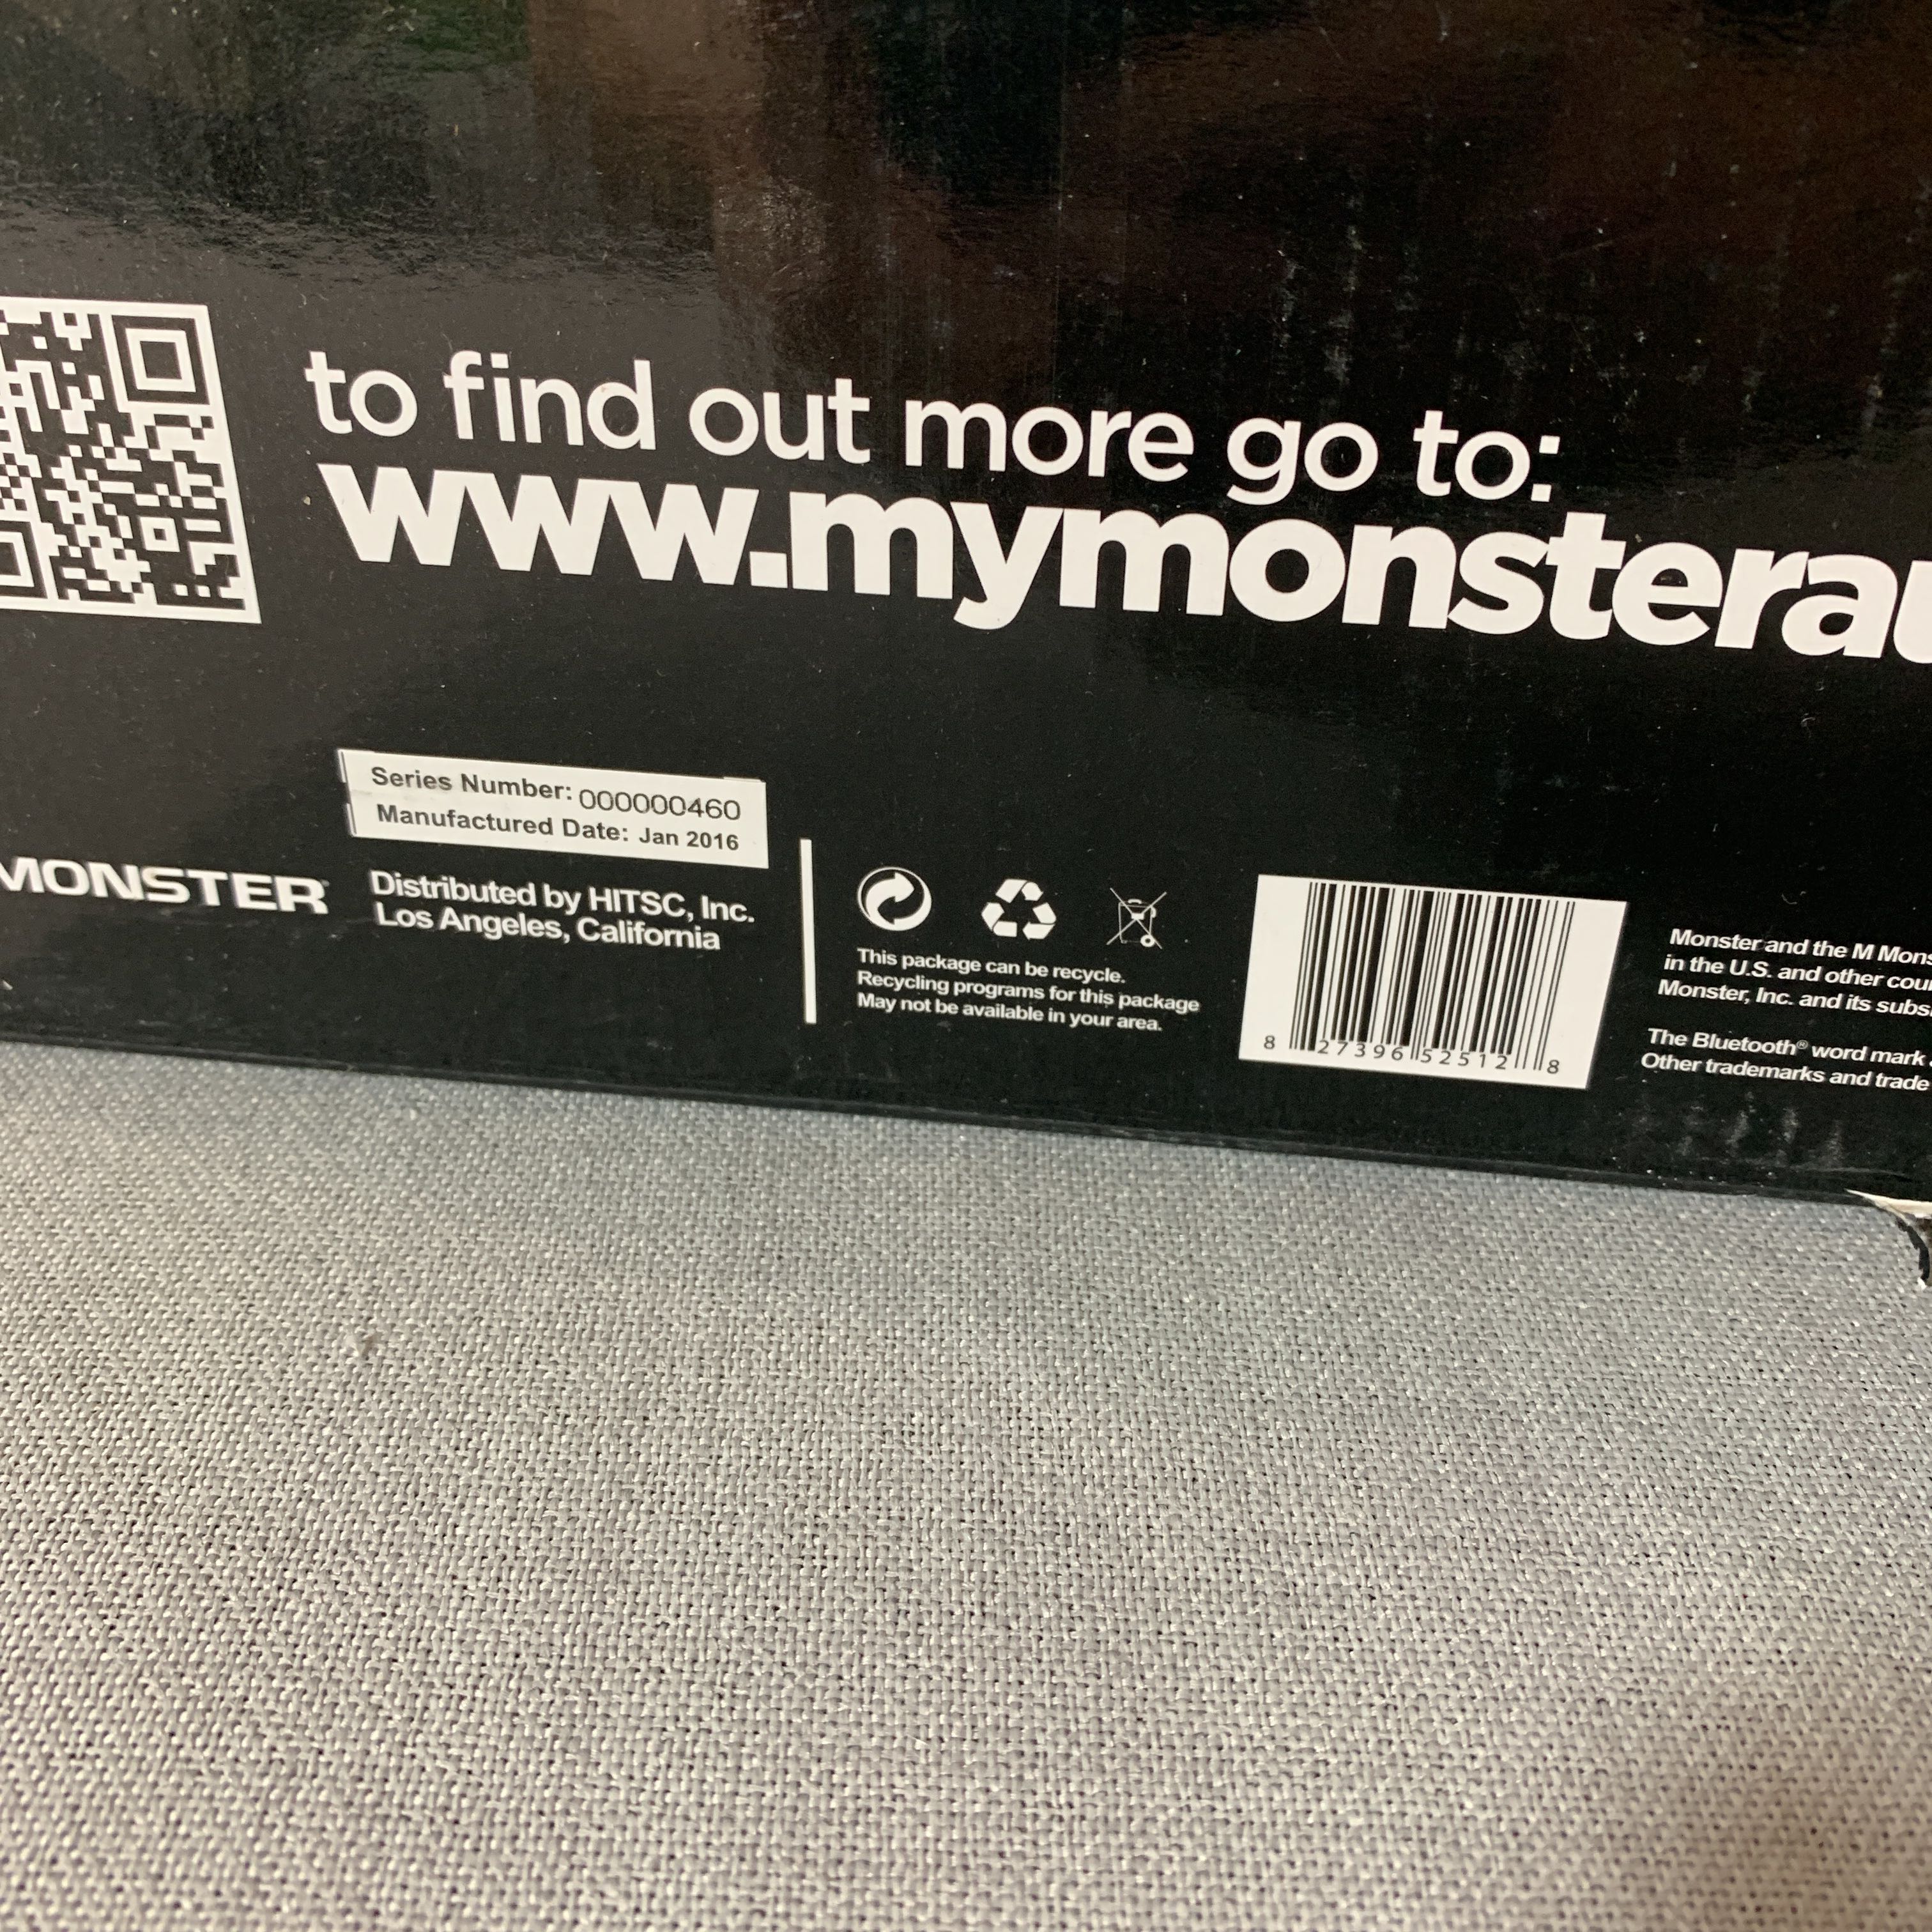 to find out more go to:
www.mymonsterau
Series Number: 000000460
Manufactured Date: Jan 2016
MONSTER
Distributed by HITSC, Inc.
Los Angeles, California
This package can be recycle.
Recycling programs for this package
May not be available in your area.
8 27396 52512 8
Monster and the M Mons
in the U.S. and other cou
Monster, Inc. and its subs
The Bluetooth® word mark
Other trademarks and trade